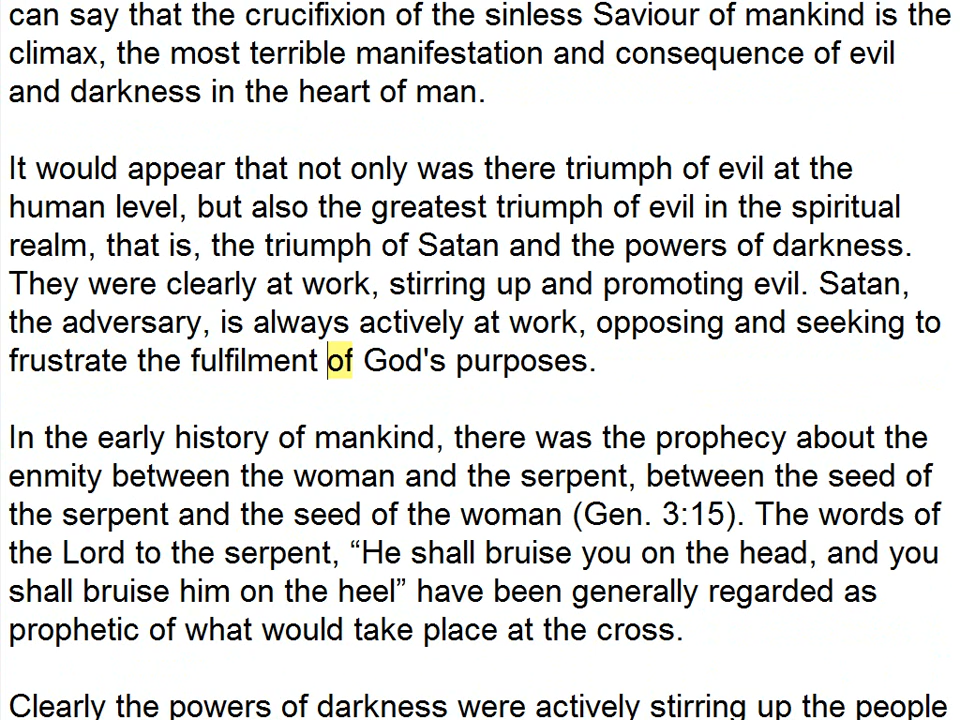 can say that the crucifixion of the sinless Saviour of mankind is the
climax, the most terrible manifestation and consequence of evil
and darkness in the heart of man.
It would appear that not only was there triumph of evil at the
human level, but also the greatest triumph of evil in the spiritual
realm, that is, the triumph of Satan and the powers of darkness.
They were clearly at work, stirring up and promoting evil. Satan,
the adversary, is always actively at work, opposing and seeking to
frustrate the fulfilment of God's purposes.
In the early history of mankind, there was the prophecy about the
enmity between the woman and the serpent, between the seed of
the serpent and the seed of the woman (Gen. 3:15). The words of
the Lord to the serpent, “He shall bruise you on the head, and you
shall bruise him on the heel” have been generally regarded as
prophetic of what would take place at the cross.
Clearly the powers of darkness were actively stirring up the people